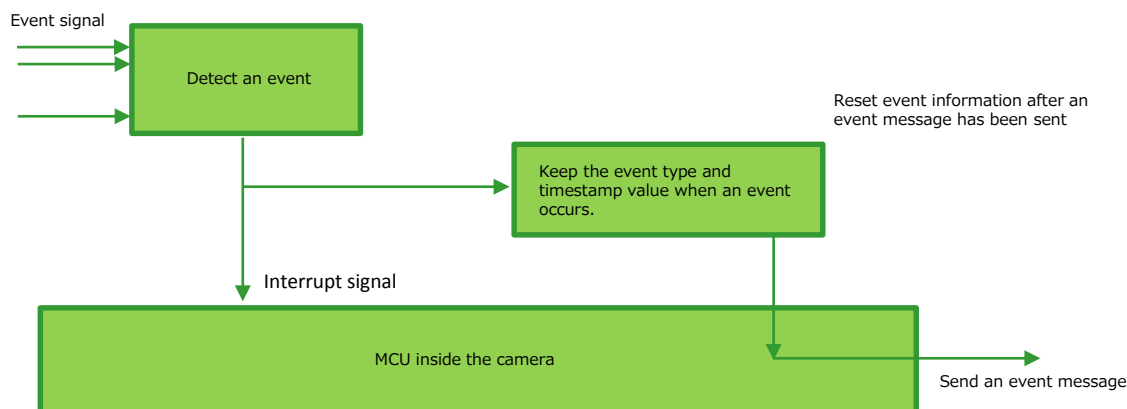 Event signal
Detect an event
Reset event information after an
event message has been sent
Keep the event type and
timestamp value when an event
occurs.
Interrupt signal
MCU inside the camera
Send an event message